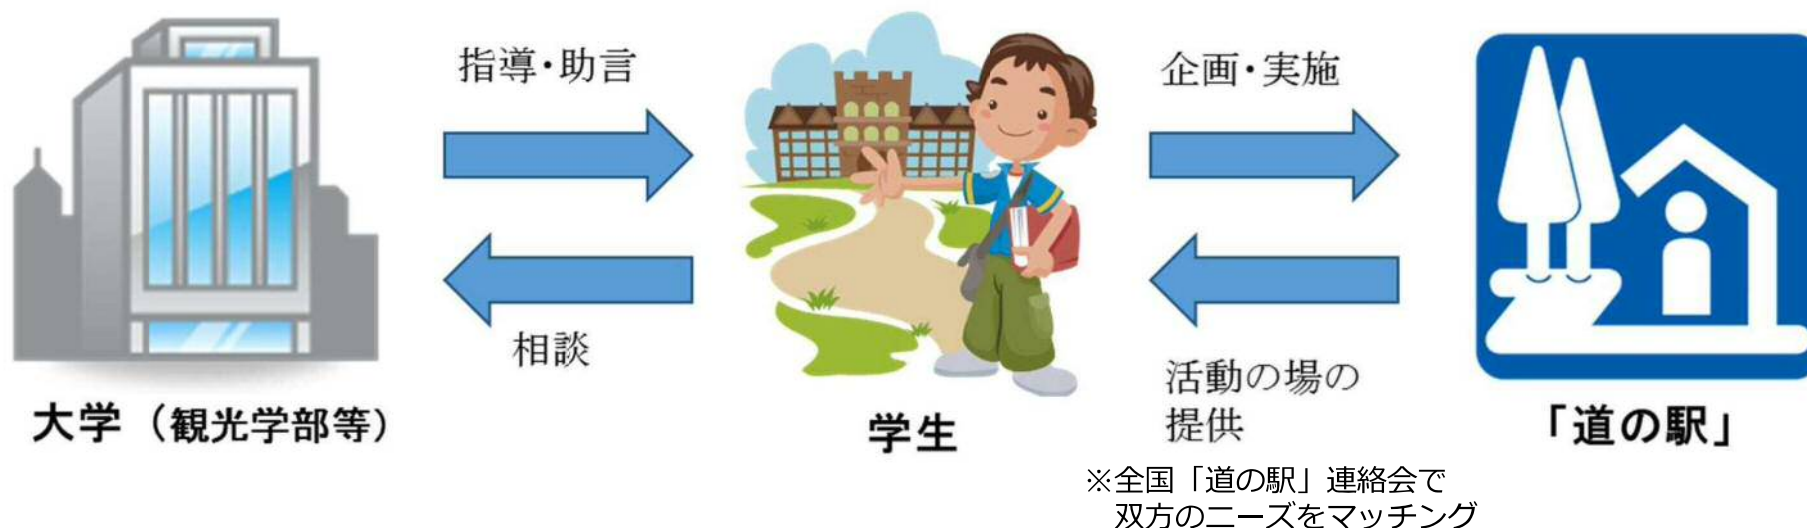 指導・助言
企画・実施
相談
活動の場の
提供
大学（観光学部等）
学生
「道の駅」
※全国「道の駅」連絡会で
双方のニーズをマッチング